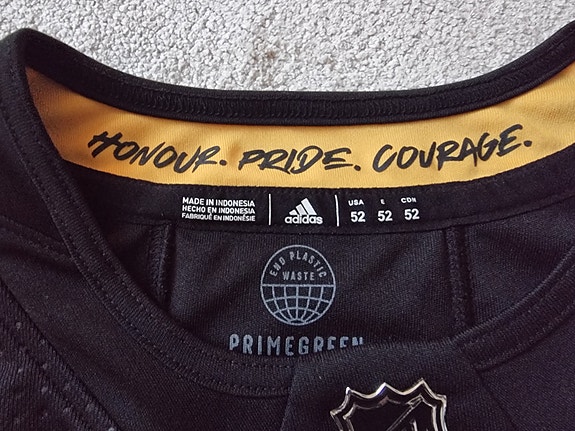 HONOUR. PRIDE. COURAGE.
MADE IN INDONESIA
HECHO EN INDONESIA
FABRIQUÉ EN INDONÉSIE
adidas
USA E CDN
52 52 52
END PLASTIC
WASTE
PRIMEGREEN